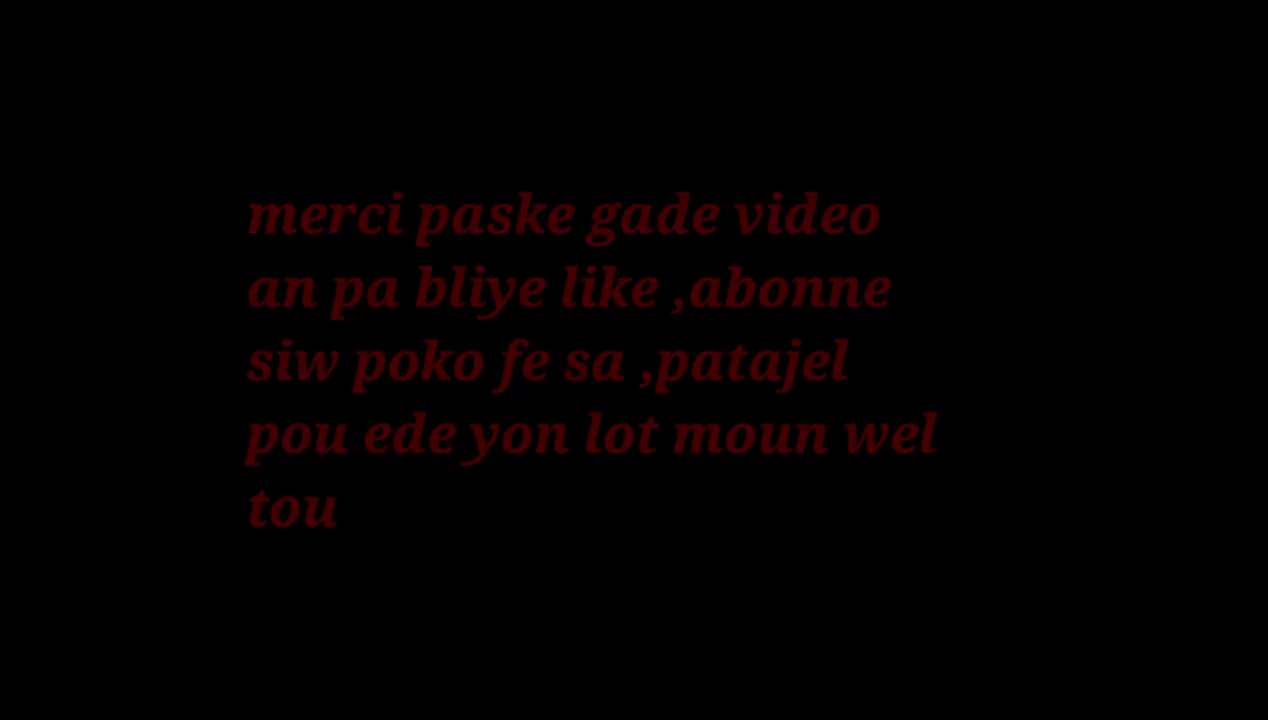 merci paske gade video
an pa bliye like ,abonne
siw poko fe sa ,patajel
pou ede yon lot moun wel
tou